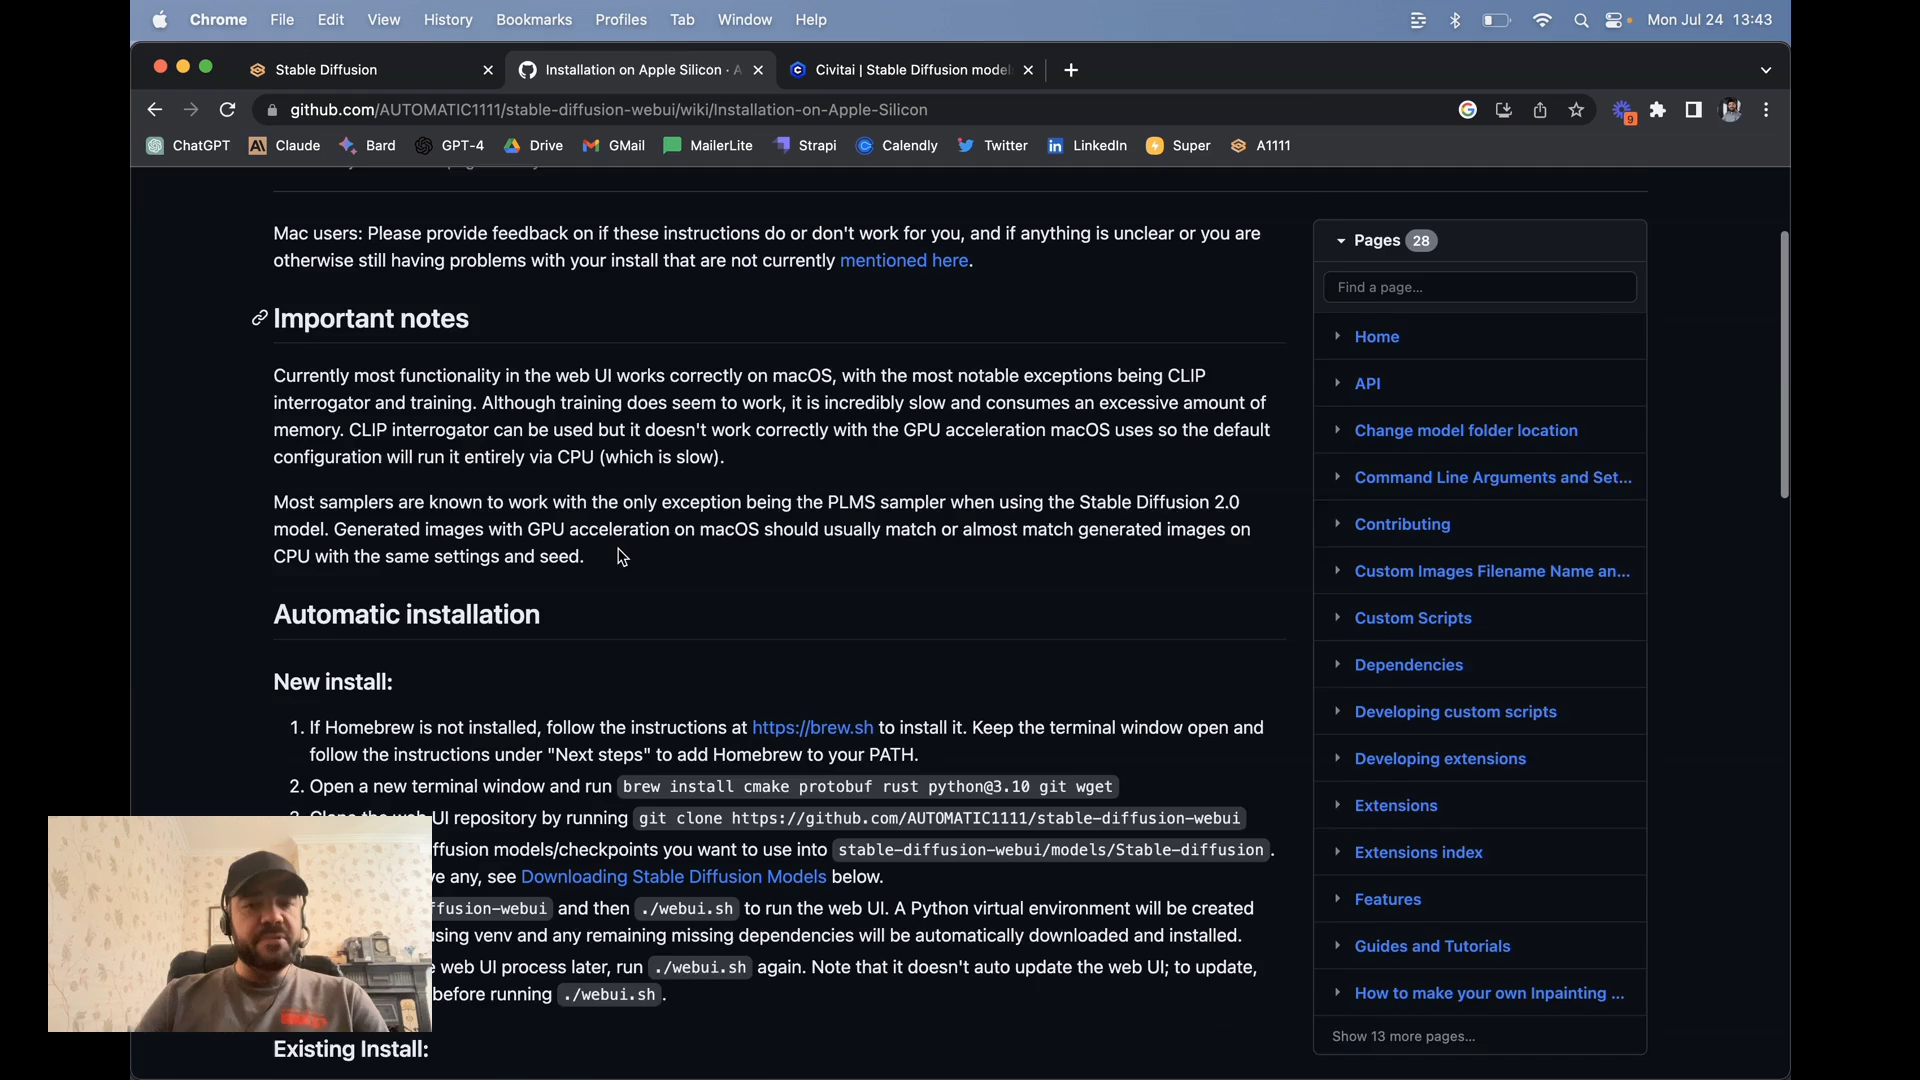 Chrome File Edit View History Bookmarks Profiles Tab Window Help Mon Jul 24 13:43
Stable Diffusion Installation on Apple Silicon · A Civitai | Stable Diffusion model
github.com/AUTOMATIC1111/stable-diffusion-webui/wiki/Installation-on-Apple-Silicon 9
ChatGPT Claude Bard GPT-4 Drive GMail MailerLite Strapi Calendly Twitter LinkedIn Super A1111
Mac users: Please provide feedback on if these instructions do or don't work for you, and if anything is unclear or you are
otherwise still having problems with your install that are not currently mentioned here.
Important notes
Currently most functionality in the web UI works correctly on macOS, with the most notable exceptions being CLIP
interrogator and training. Although training does seem to work, it is incredibly slow and consumes an excessive amount of
memory. CLIP interrogator can be used but it doesn't work correctly with the GPU acceleration macOS uses so the default
configuration will run it entirely via CPU (which is slow).
Most samplers are known to work with the only exception being the PLMS sampler when using the Stable Diffusion 2.0
model. Generated images with GPU acceleration on macOS should usually match or almost match generated images on
CPU with the same settings and seed.
Automatic installation
New install:
1. If Homebrew is not installed, follow the instructions at https://brew.sh to install it. Keep the terminal window open and
follow the instructions under "Next steps" to add Homebrew to your PATH.
2. Open a new terminal window and run brew install cmake protobuf rust python@3.10 git wget
UI repository by running git clone https://github.com/AUTOMATIC1111/stable-diffusion-webui
ffusion models/checkpoints you want to use into stable-diffusion-webui/models/Stable-diffusion.
ve any, see Downloading Stable Diffusion Models below.
ffusion-webui and then ./webui.sh to run the web UI. A Python virtual environment will be created
using venv and any remaining missing dependencies will be automatically downloaded and installed.
web UI process later, run ./webui.sh again. Note that it doesn't auto update the web UI; to update,
before running ./webui.sh.
Existing Install:
Pages 28
Find a page...
Home
API
Change model folder location
Command Line Arguments and Set...
Contributing
Custom Images Filename Name an...
Custom Scripts
Dependencies
Developing custom scripts
Developing extensions
Extensions
Extensions index
Features
Guides and Tutorials
How to make your own Inpainting ...
Show 13 more pages...